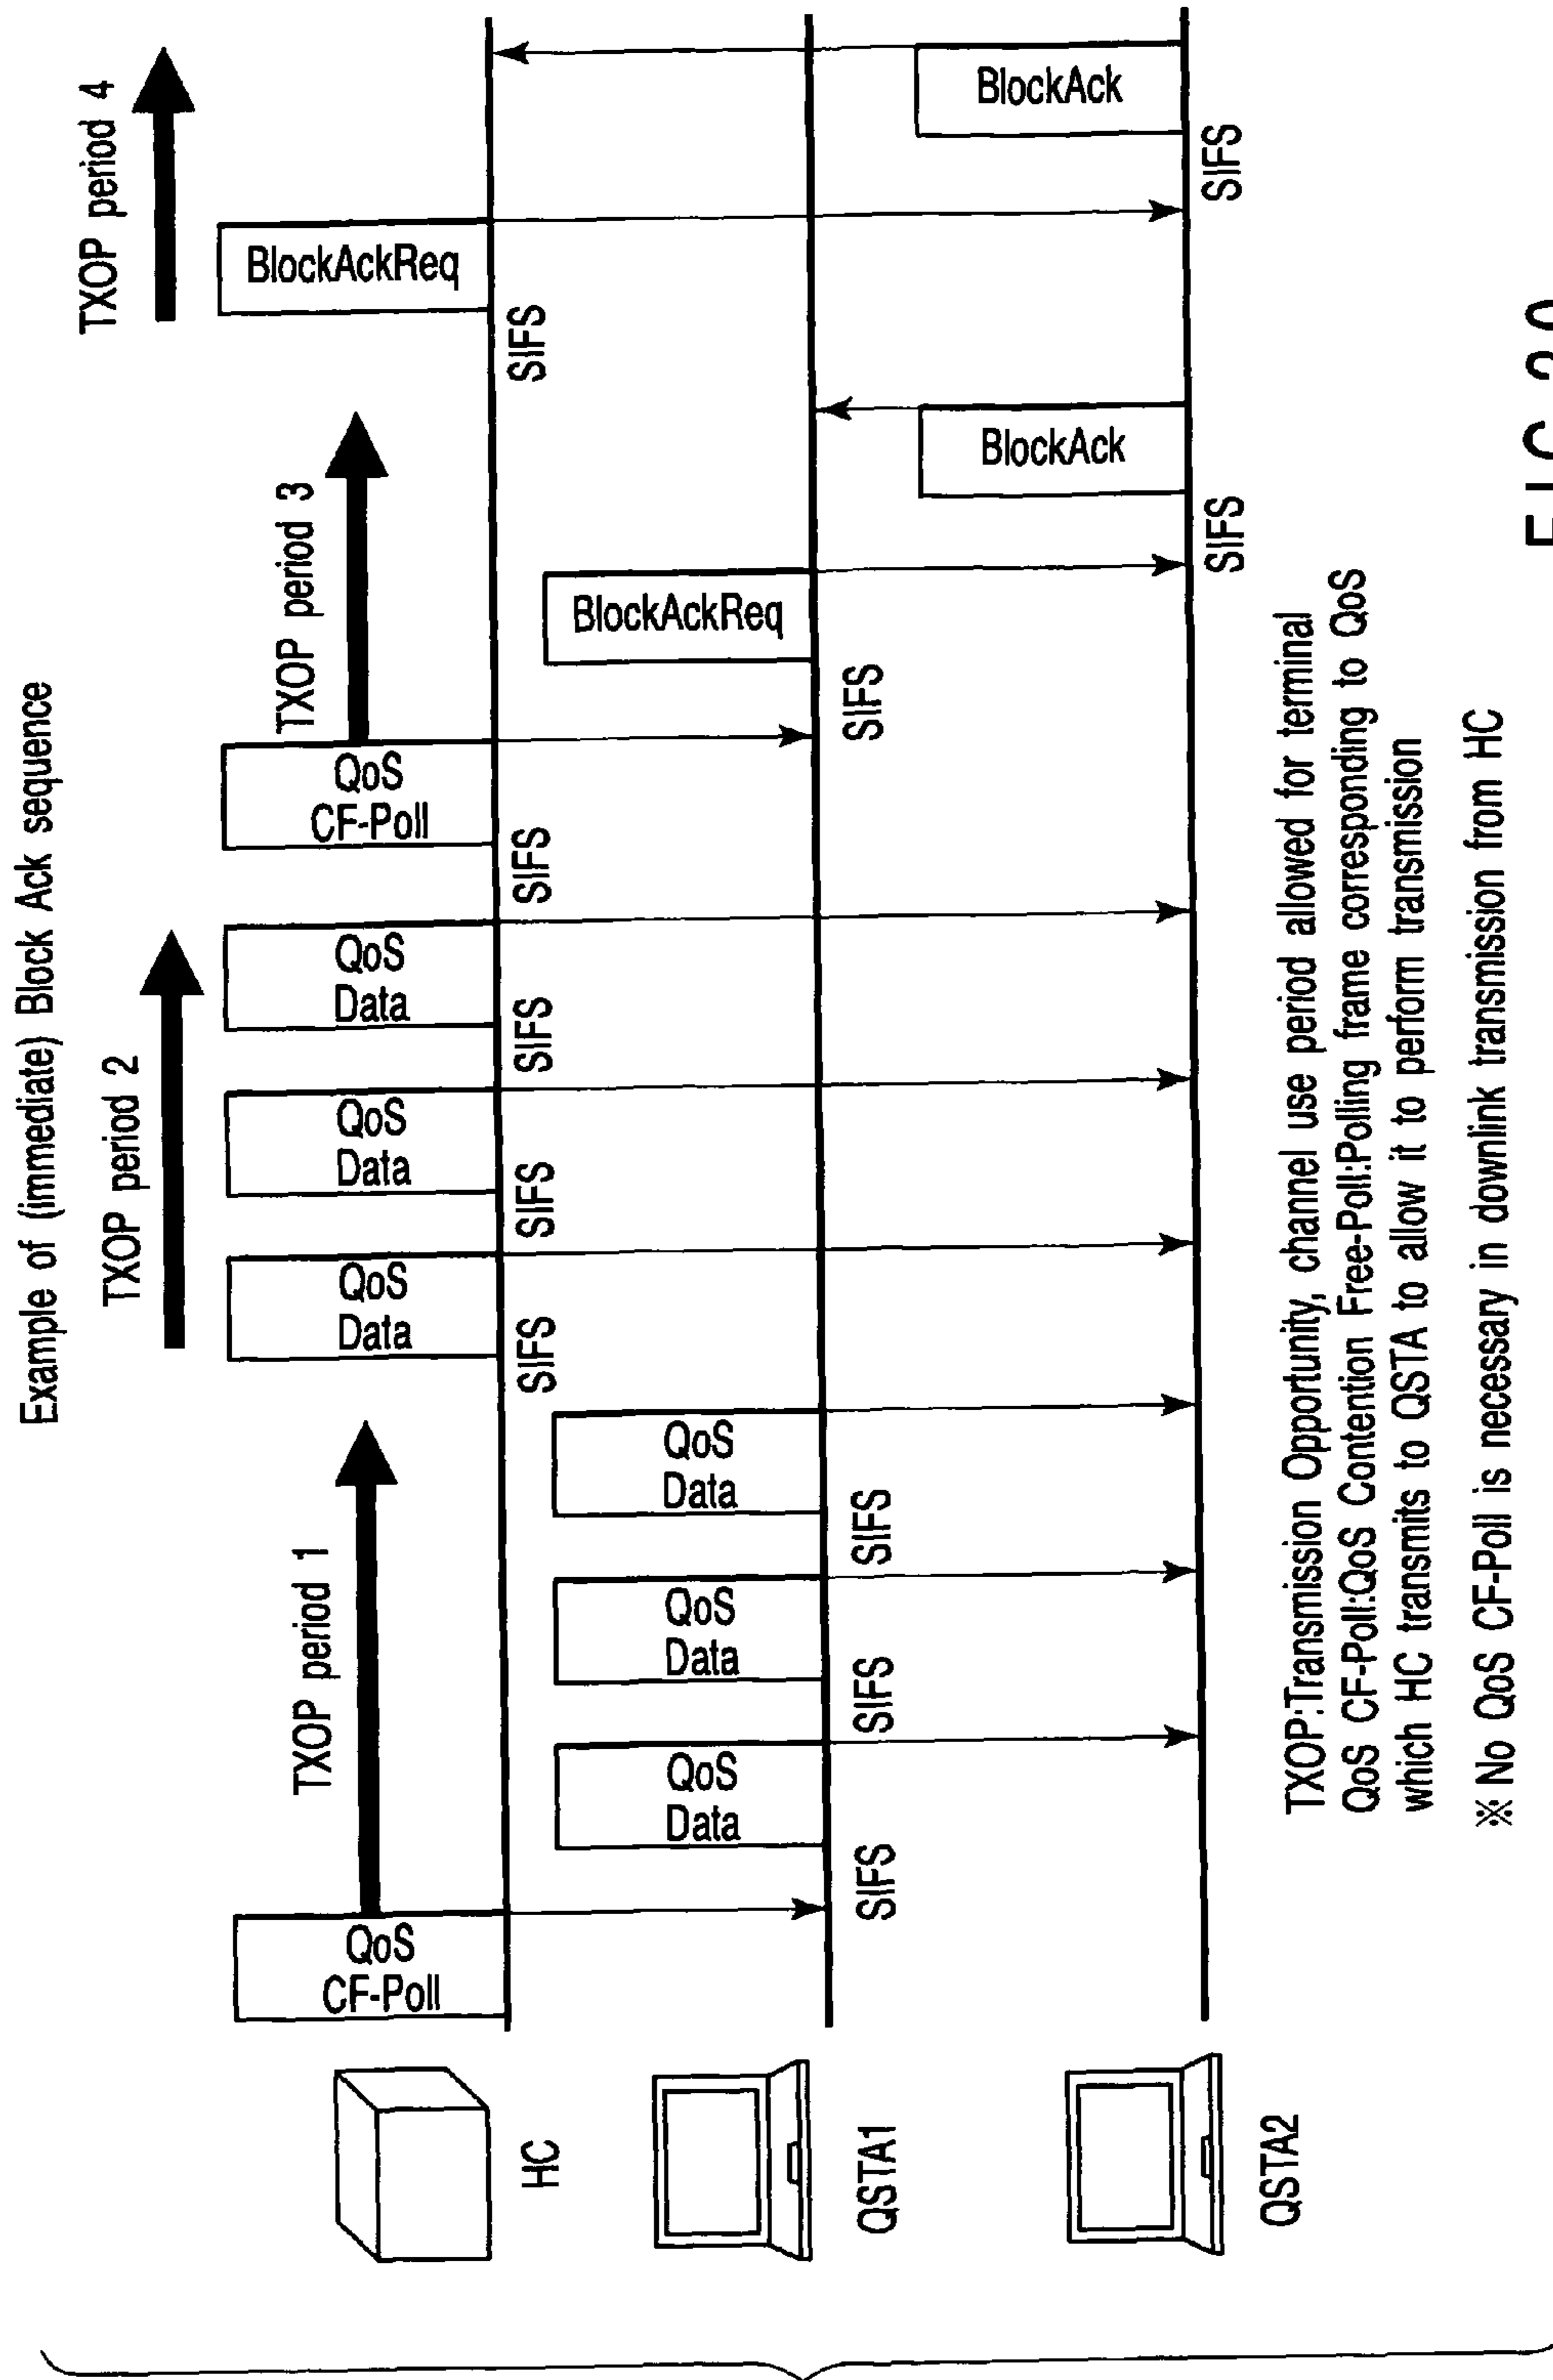 Example of (immediate) Block Ack sequence
TXOP period 1
TXOP period 2
TXOP period 3
TXOP period 4
HC
QoS
CF-Poll
QoS
Data
QoS
Data
QoS
Data
QoS
CF-Poll
BlockAckReq
SIFS
SIFS
SIFS
SIFS
SIFS
QSTA1
QoS
Data
QoS
Data
QoS
Data
BlockAckReq
SIFS
SIFS
SIFS
SIFS
QSTA2
BlockAck
BlockAck
SIFS
SIFS
TXOP:Transmission Opportunity, channel use period allowed for terminal
QoS CF-Poll:QoS Contention Free-Poll:Polling frame corresponding to QoS
which HC transmits to QSTA to allow it to perform transmission
※ No QoS CF-Poll is necessary in downlink transmission from HC